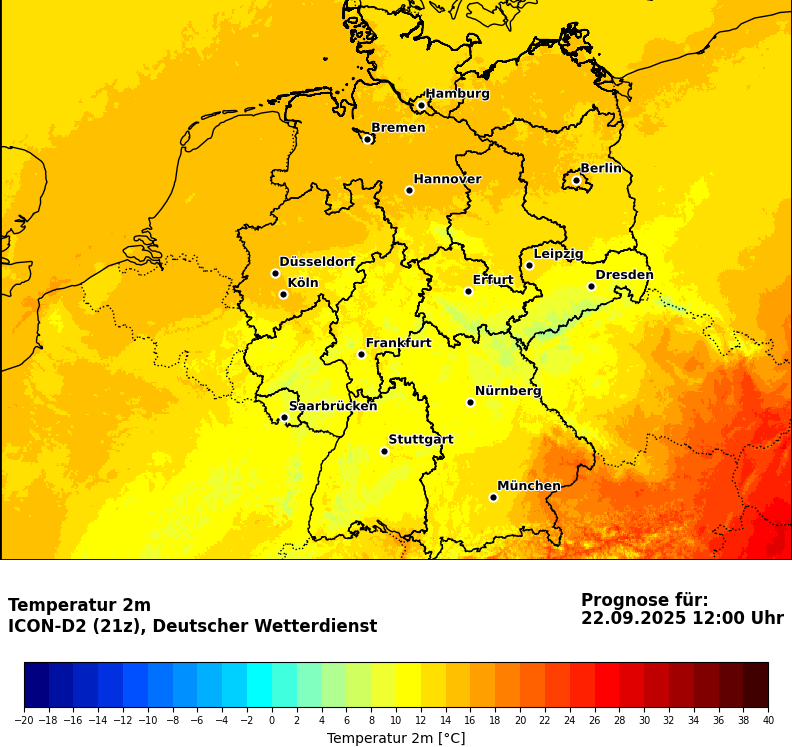 Hamburg
Bremen
Berlin
Hannover
Düsseldorf
Leipzig
Köln
Erfurt
Dresden
Frankfurt
Nürnberg
Saarbrücken
Stuttgart
München
Temperatur 2m
ICON-D2 (21z), Deutscher Wetterdienst
Prognose für:
22.09.2025 12:00 Uhr
−20 −18 −16 −14 −12 −10 −8 −6 −4 −2 0 2 4 6 8 10 12 14 16 18 20 22 24 26 28 30 32 34 36 38 40
Temperatur 2m [°C]